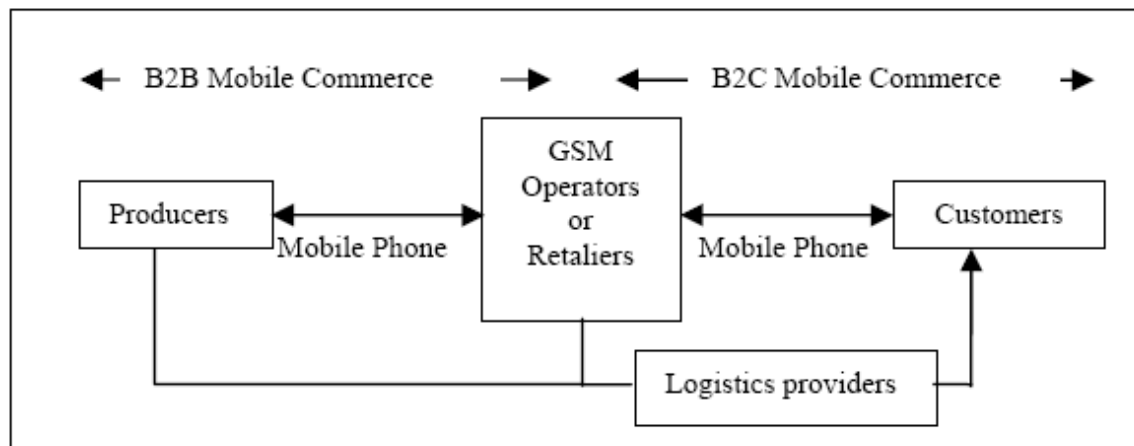 B2B Mobile Commerce
B2C Mobile Commerce
GSM
Operators
or
Retaliers
Producers
Customers
Mobile Phone
Mobile Phone
Logistics providers